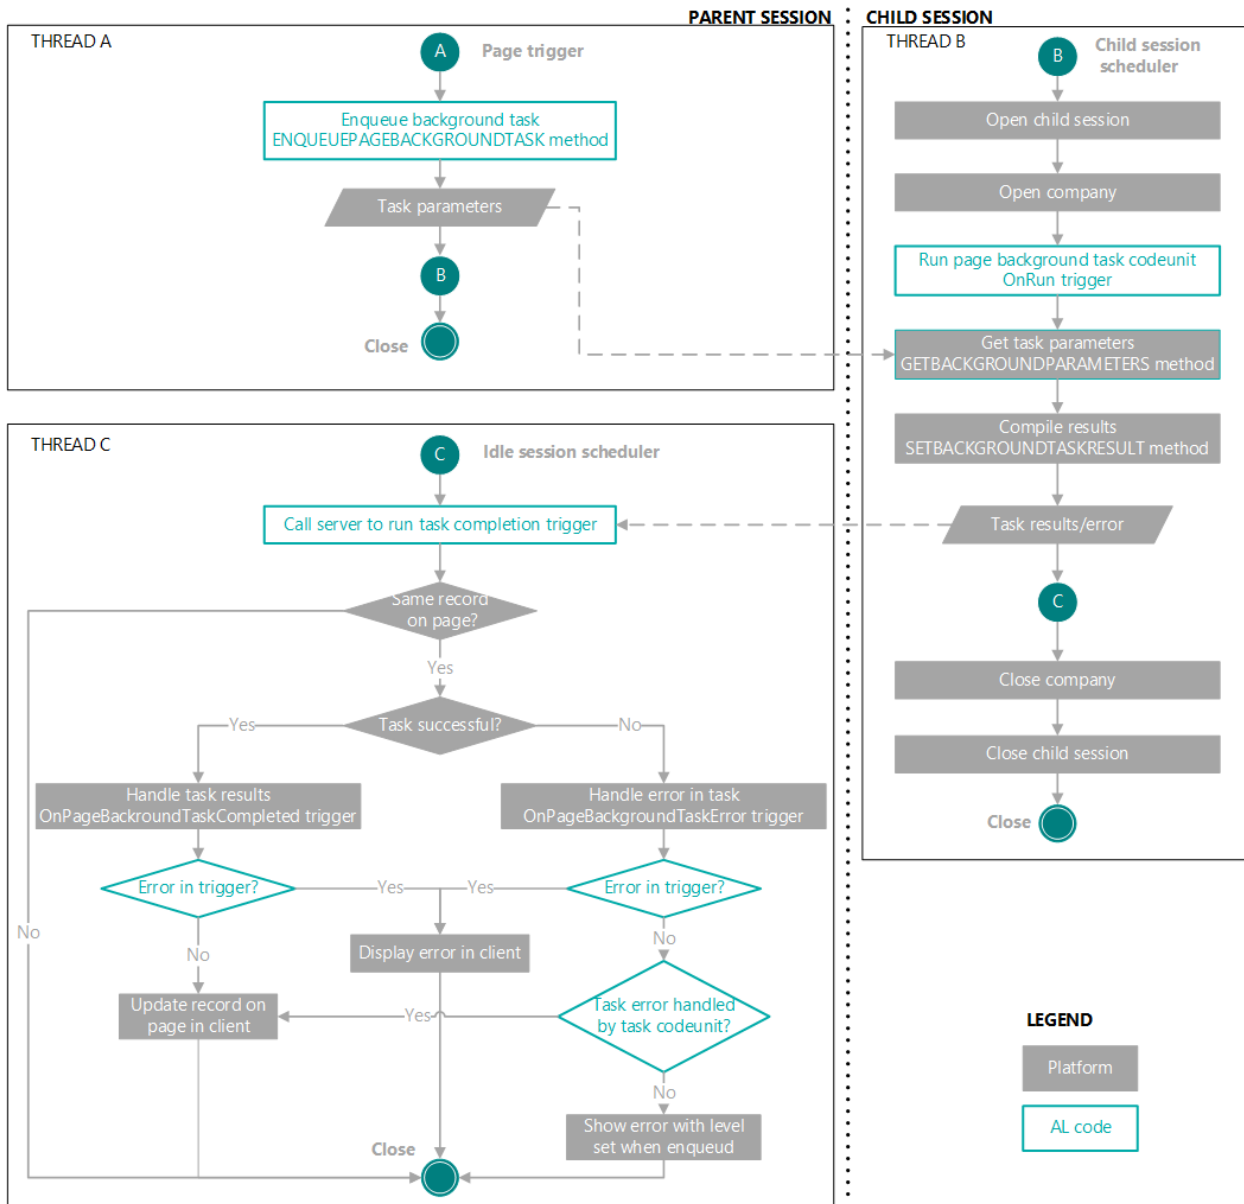 PARENT SESSION
CHILD SESSION
THREAD A
A
Page trigger
Enqueue background task
ENQUEUEPAGEBACKGROUNDTASK method
Task parameters
B
Close
THREAD B
B
Child session
scheduler
Open child session
Open company
Run page background task codeunit
OnRun trigger
Get task parameters
GETBACKGROUNDPARAMETERS method
Compile results
SETBACKGROUNDTASKRESULT method
Task results/error
C
Close company
Close child session
Close
THREAD C
C
Idle session scheduler
Call server to run task completion trigger
Same record
on page?
Yes
Task successful?
Yes
No
Handle task results
OnPageBackroundTaskCompleted trigger
Handle error in task
OnPageBackgroundTaskError trigger
Error in trigger?
Yes
Yes
Error in trigger?
No
No
No
Display error in client
Update record on
page in client
Yes
Task error handled
by task codeunit?
No
Show error with level
set when enqueud
Close
LEGEND
Platform
AL code